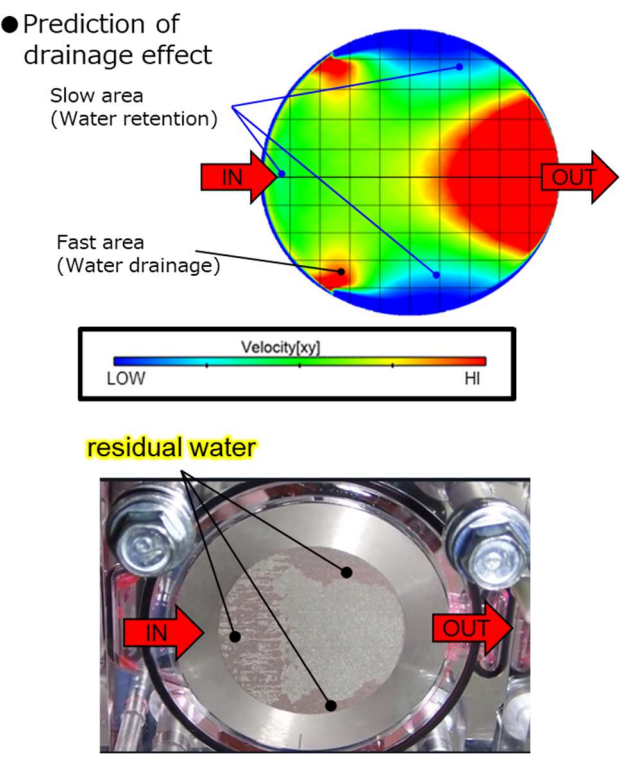 ●Prediction of
drainage effect
Slow area
(Water retention)
IN
OUT
Fast area
(Water drainage)
Velocity[xy]
LOW
HI
residual water
IN
OUT